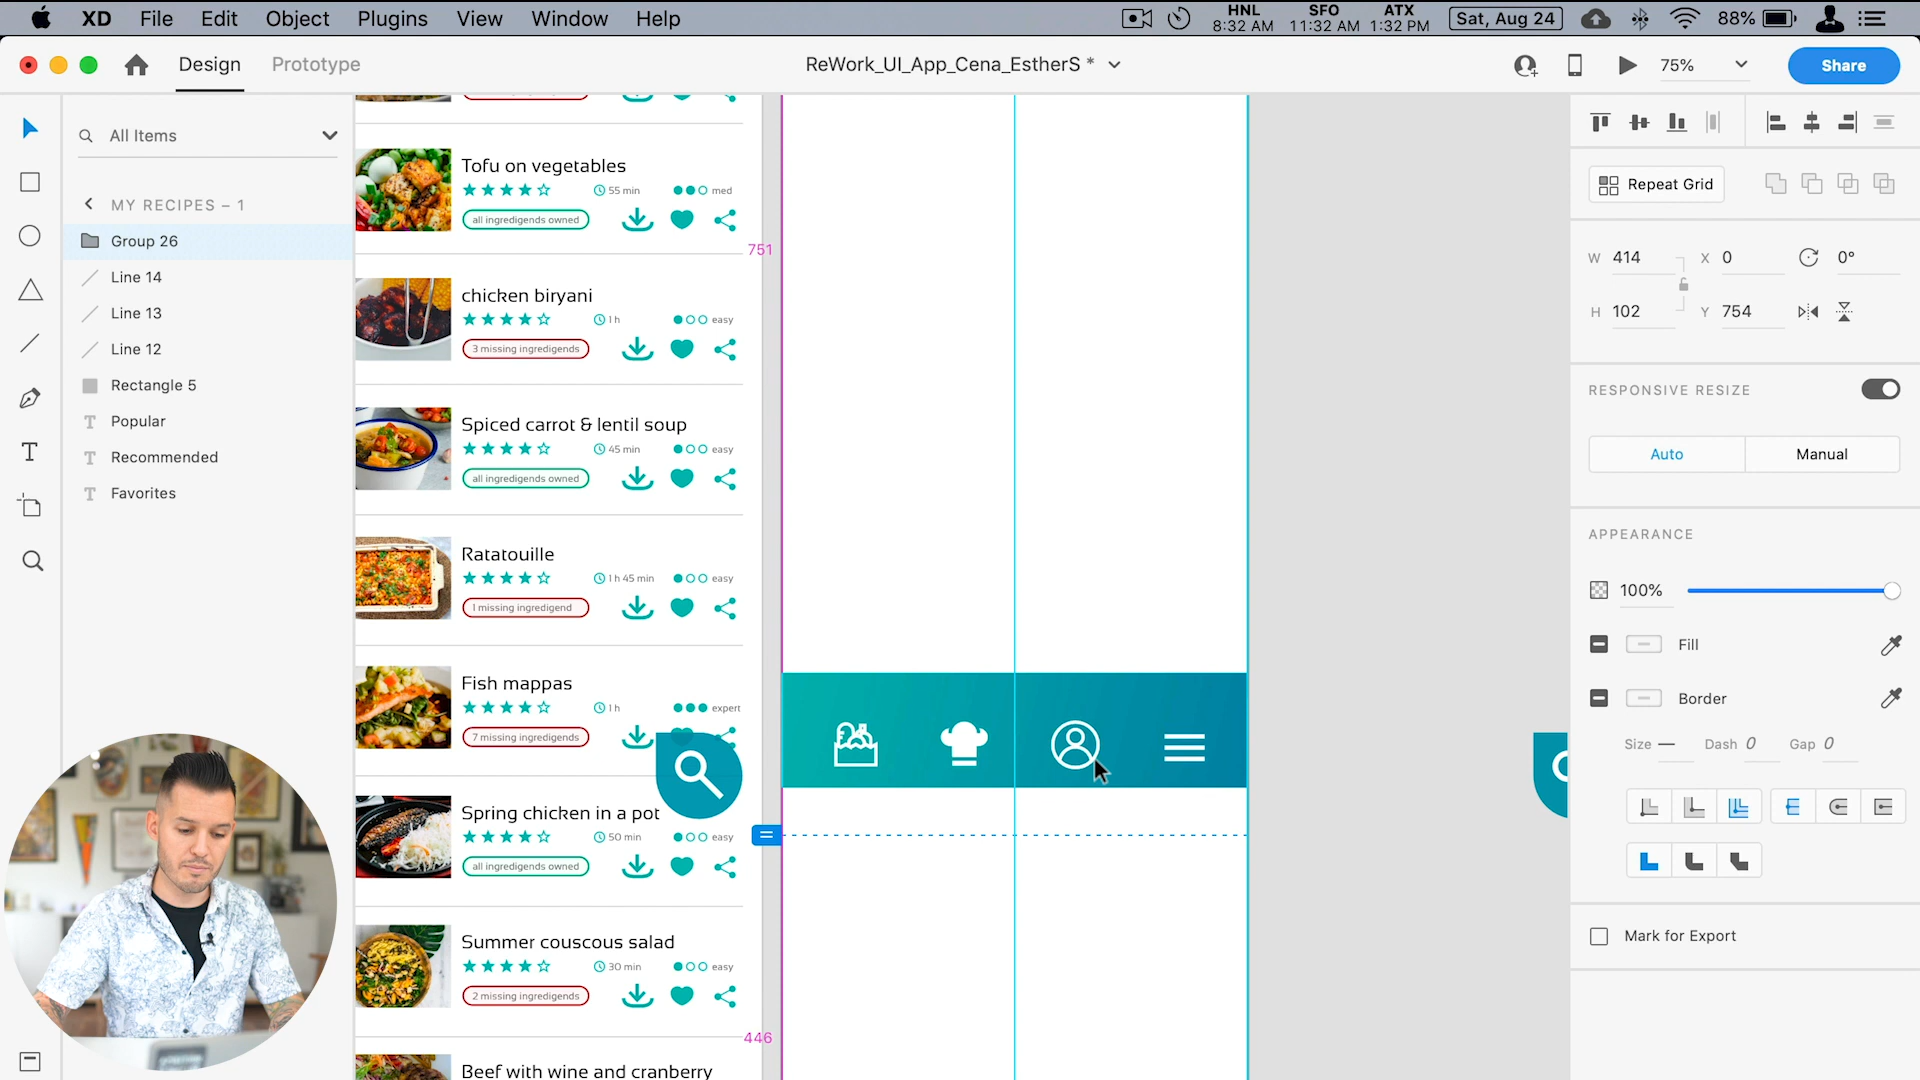 XD File Edit Object Plugins View Window Help
HNL 8:32 AM SFO 11:32 AM ATX 1:32 PM Sat, Aug 24 88%
Design Prototype
ReWork_UI_App_Cena_EstherS *
75%
Share
All Items
MY RECIPES – 1
Group 26
Line 14
Line 13
Line 12
Rectangle 5
Popular
Recommended
Favorites
Tofu on vegetables
55 min med
all ingredigends owned
751
chicken biryani
1 h easy
3 missing ingredigends
Spiced carrot & lentil soup
45 min easy
all ingredigends owned
Ratatouille
1 h 45 min easy
1 missing ingredigend
Fish mappas
1 h expert
7 missing ingredigends
Spring chicken in a pot
50 min easy
all ingredigends owned
Summer couscous salad
30 min easy
2 missing ingredigends
446
Beef with wine and cranberry
Repeat Grid
W 414 X 0 0°
H 102 Y 754
RESPONSIVE RESIZE
Auto Manual
APPEARANCE
100%
Fill
Border
Size — Dash 0 Gap 0
Mark for Export